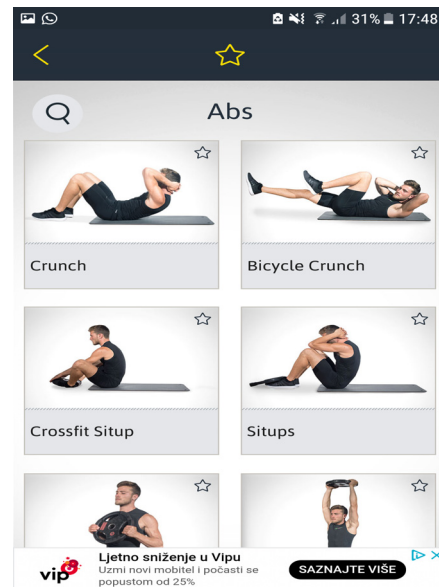 31% 17:48
Abs
Crunch
Bicycle Crunch
Crossfit Situp
Situps
vip
Ljetno sniženje u Vipu
Uzmi novi mobitel i počasti se
popustom od 25%
SAZNAJTE VIŠE